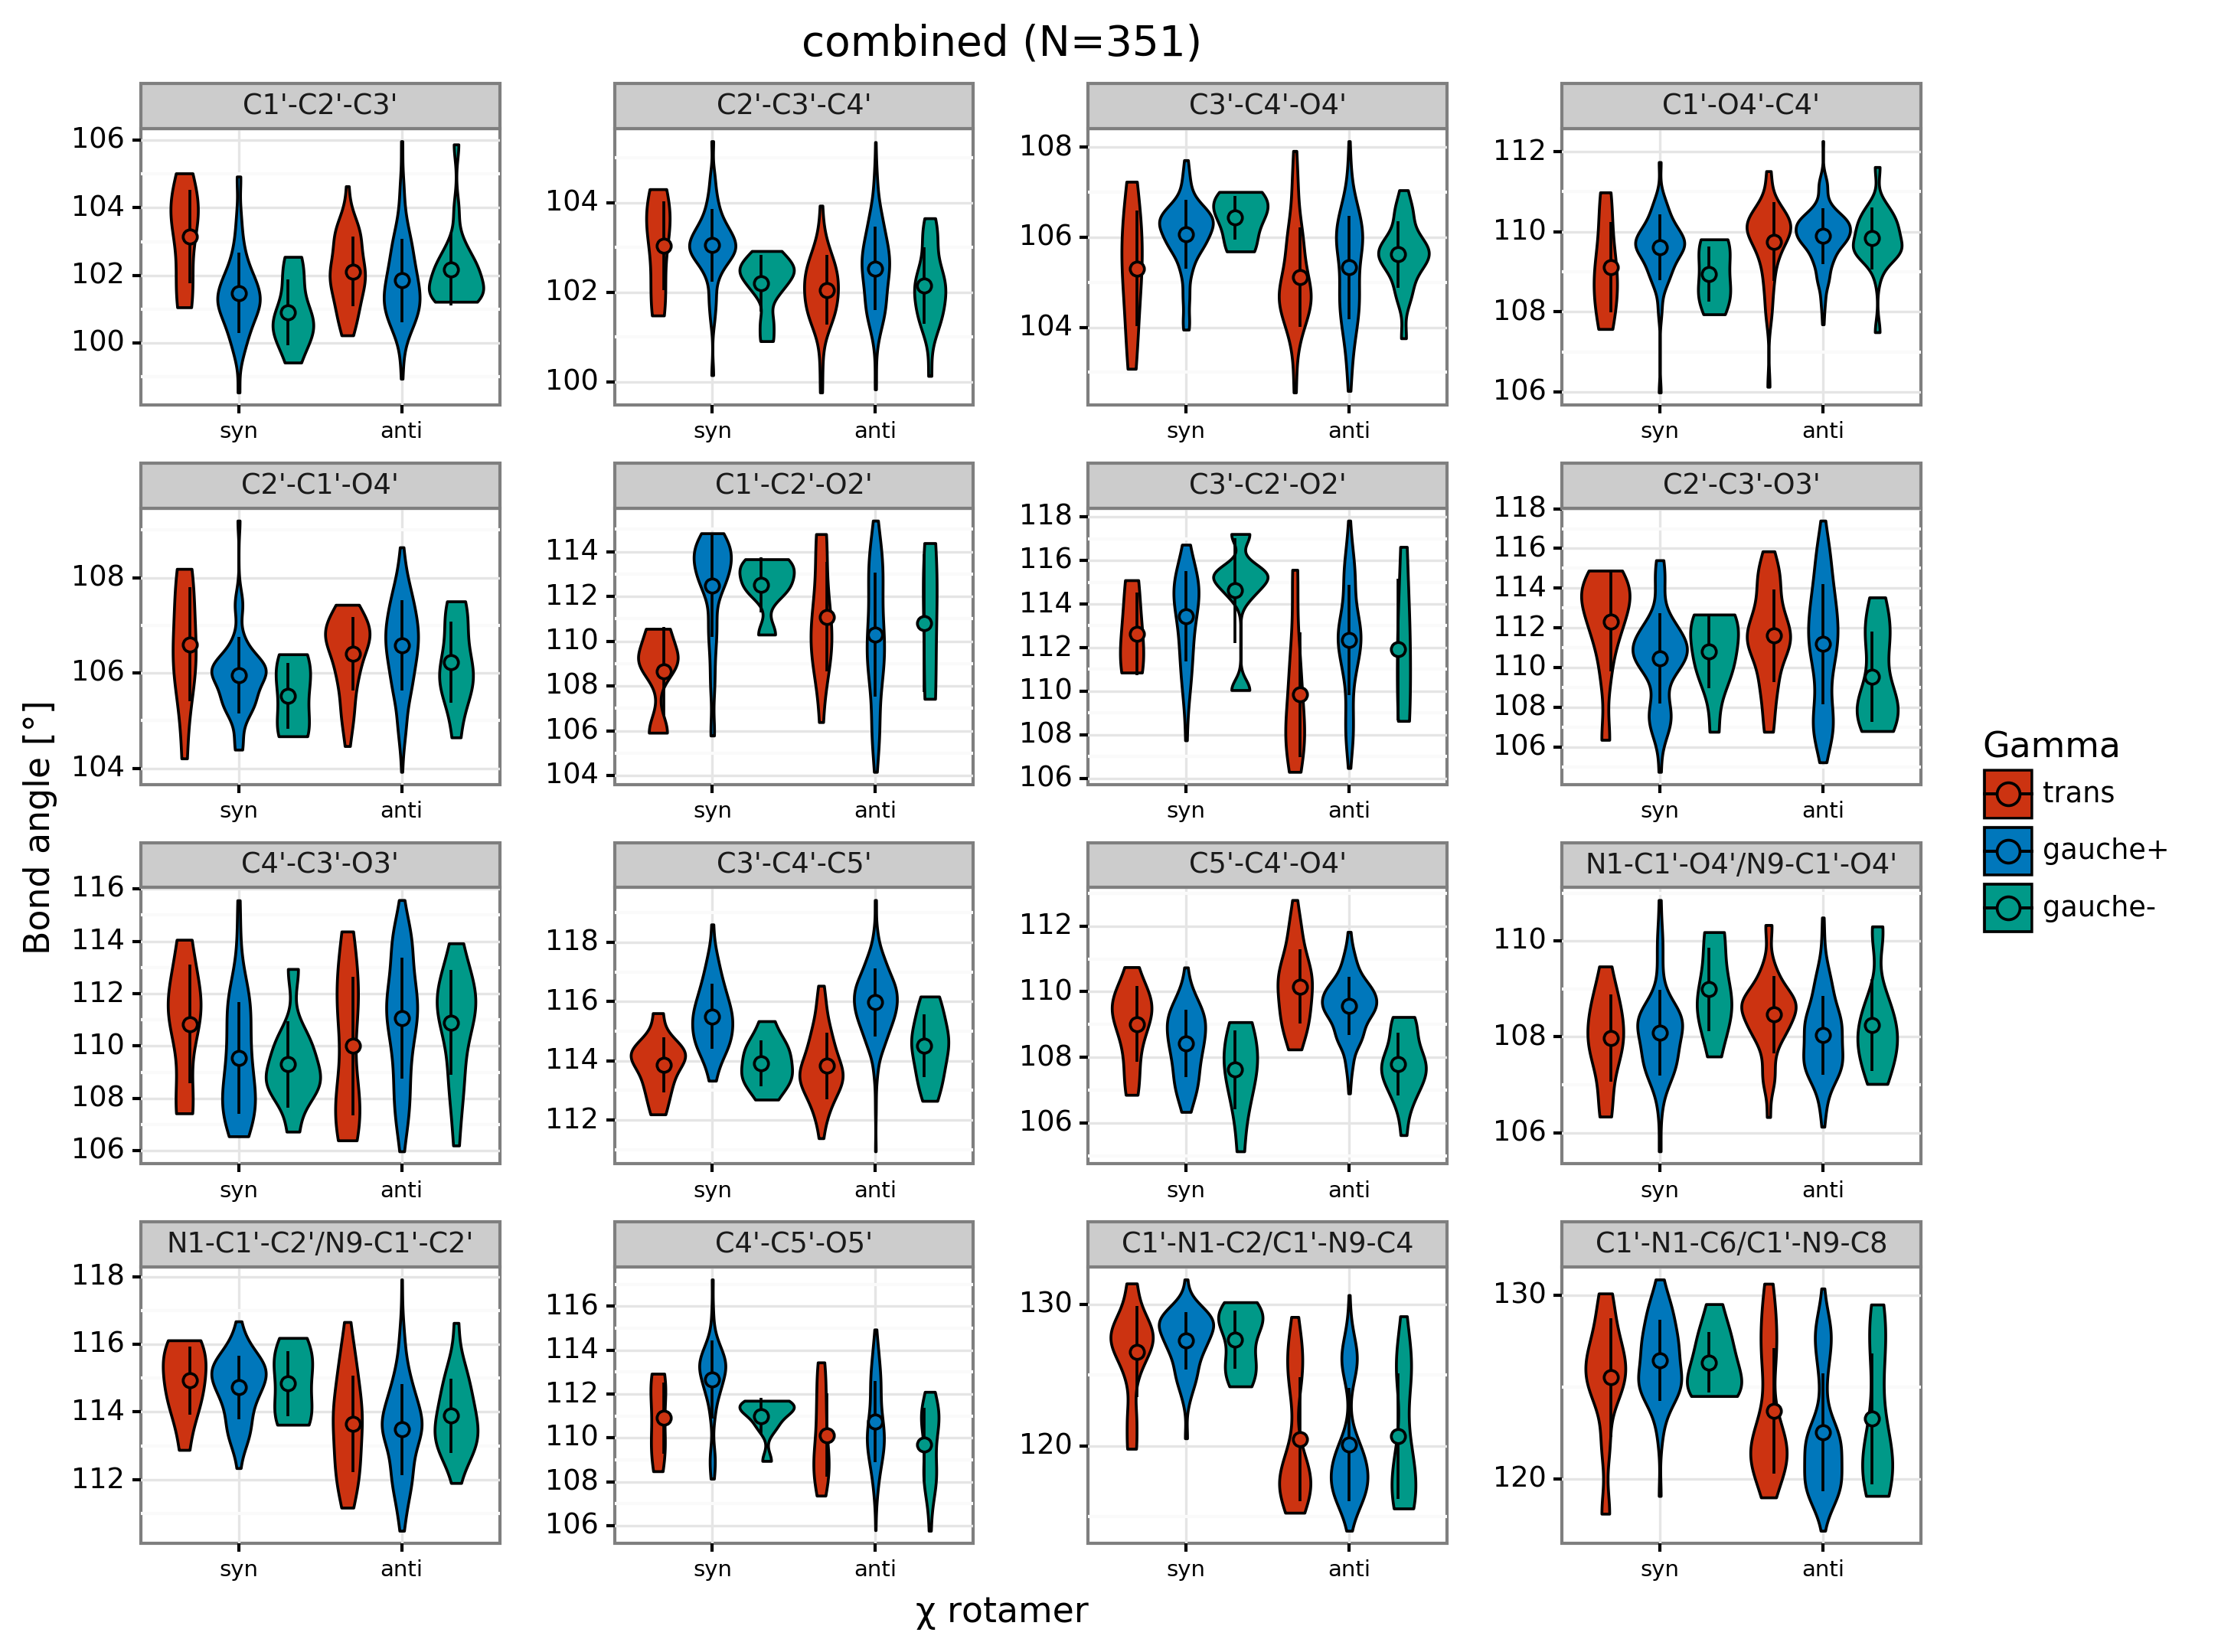 combined (N=351)
C1'-C2'-C3'
C2'-C3'-C4'
C3'-C4'-O4'
C1'-O4'-C4'
106
104
102
100
104
102
100
108
106
104
112
110
108
106
syn anti
syn anti
syn anti
syn anti
C2'-C1'-O4'
C1'-C2'-O2'
C3'-C2'-O2'
C2'-C3'-O3'
108
106
104
114
112
110
108
106
104
118
116
114
112
110
108
106
118
116
114
112
110
108
106
syn anti
syn anti
syn anti
syn anti
C4'-C3'-O3'
C3'-C4'-C5'
C5'-C4'-O4'
N1-C1'-O4'/N9-C1'-O4'
116
114
112
110
108
106
118
116
114
112
112
110
108
106
110
108
106
syn anti
syn anti
syn anti
syn anti
N1-C1'-C2'/N9-C1'-C2'
C4'-C5'-O5'
C1'-N1-C2/C1'-N9-C4
C1'-N1-C6/C1'-N9-C8
118
116
114
112
116
114
112
110
108
106
130
120
130
120
syn anti
syn anti
syn anti
syn anti
Bond angle [°]
χ rotamer
Gamma
trans
gauche+
gauche-